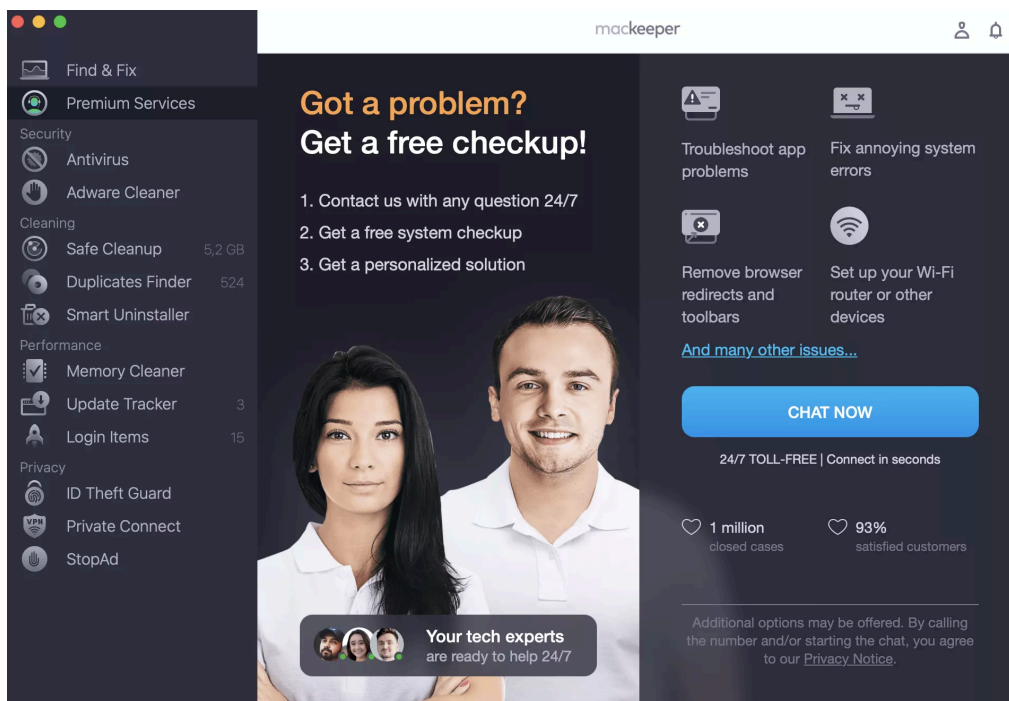 mackeeper
Find & Fix
Premium Services
Security
Antivirus
Adware Cleaner
Cleaning
Safe Cleanup 5,2 GB
Duplicates Finder 524
Smart Uninstaller
Performance
Memory Cleaner
Update Tracker 3
Login Items 15
Privacy
ID Theft Guard
VPN
Private Connect
StopAd
Got a problem?
Get a free checkup!
1. Contact us with any question 24/7
2. Get a free system checkup
3. Get a personalized solution
Your tech experts
are ready to help 24/7
Troubleshoot app
problems
Fix annoying system
errors
Remove browser
redirects and
toolbars
Set up your Wi-Fi
router or other
devices
And many other issues...
CHAT NOW
24/7 TOLL-FREE | Connect in seconds
1 million
closed cases
93%
satisfied customers
Additional options may be offered. By calling
the number and/or starting the chat, you agree
to our Privacy Notice.